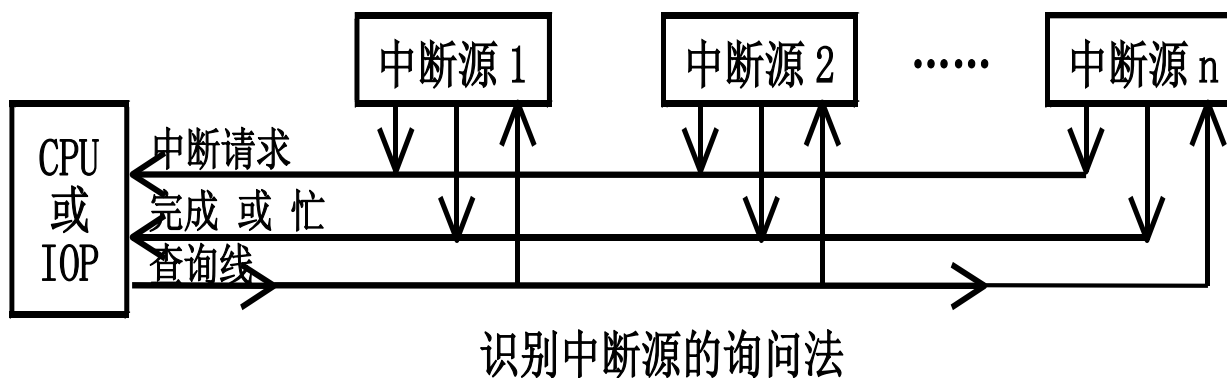 中断源1 中断源2 …… 中断源n
CPU
或
IOP
中断请求
完成 或 忙
查询线
识别中断源的询问法